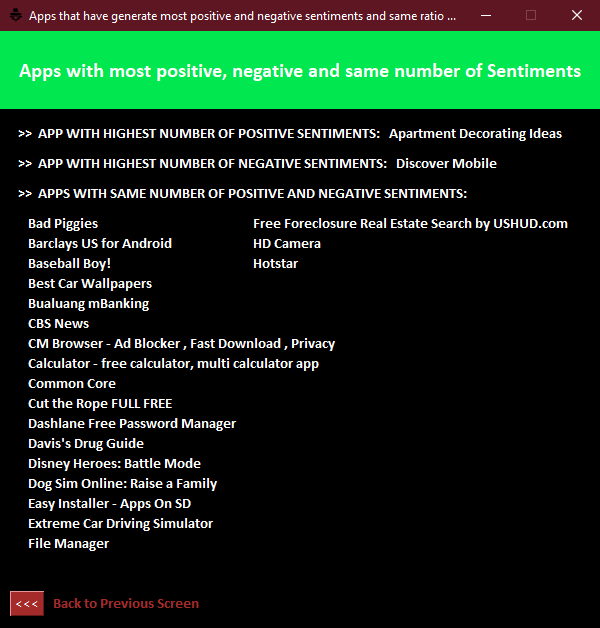 Apps that have generate most positive and negative sentiments and same ratio ...
Apps with most positive, negative and same number of Sentiments
>> APP WITH HIGHEST NUMBER OF POSITIVE SENTIMENTS: Apartment Decorating Ideas
>> APP WITH HIGHEST NUMBER OF NEGATIVE SENTIMENTS: Discover Mobile
>> APPS WITH SAME NUMBER OF POSITIVE AND NEGATIVE SENTIMENTS:
Bad Piggies
Barclays US for Android
Baseball Boy!
Best Car Wallpapers
Bualuang mBanking
CBS News
CM Browser - Ad Blocker , Fast Download , Privacy
Calculator - free calculator, multi calculator app
Common Core
Cut the Rope FULL FREE
Dashlane Free Password Manager
Davis's Drug Guide
Disney Heroes: Battle Mode
Dog Sim Online: Raise a Family
Easy Installer - Apps On SD
Extreme Car Driving Simulator
File Manager
Free Foreclosure Real Estate Search by USHUD.com
HD Camera
Hotstar
<<< Back to Previous Screen